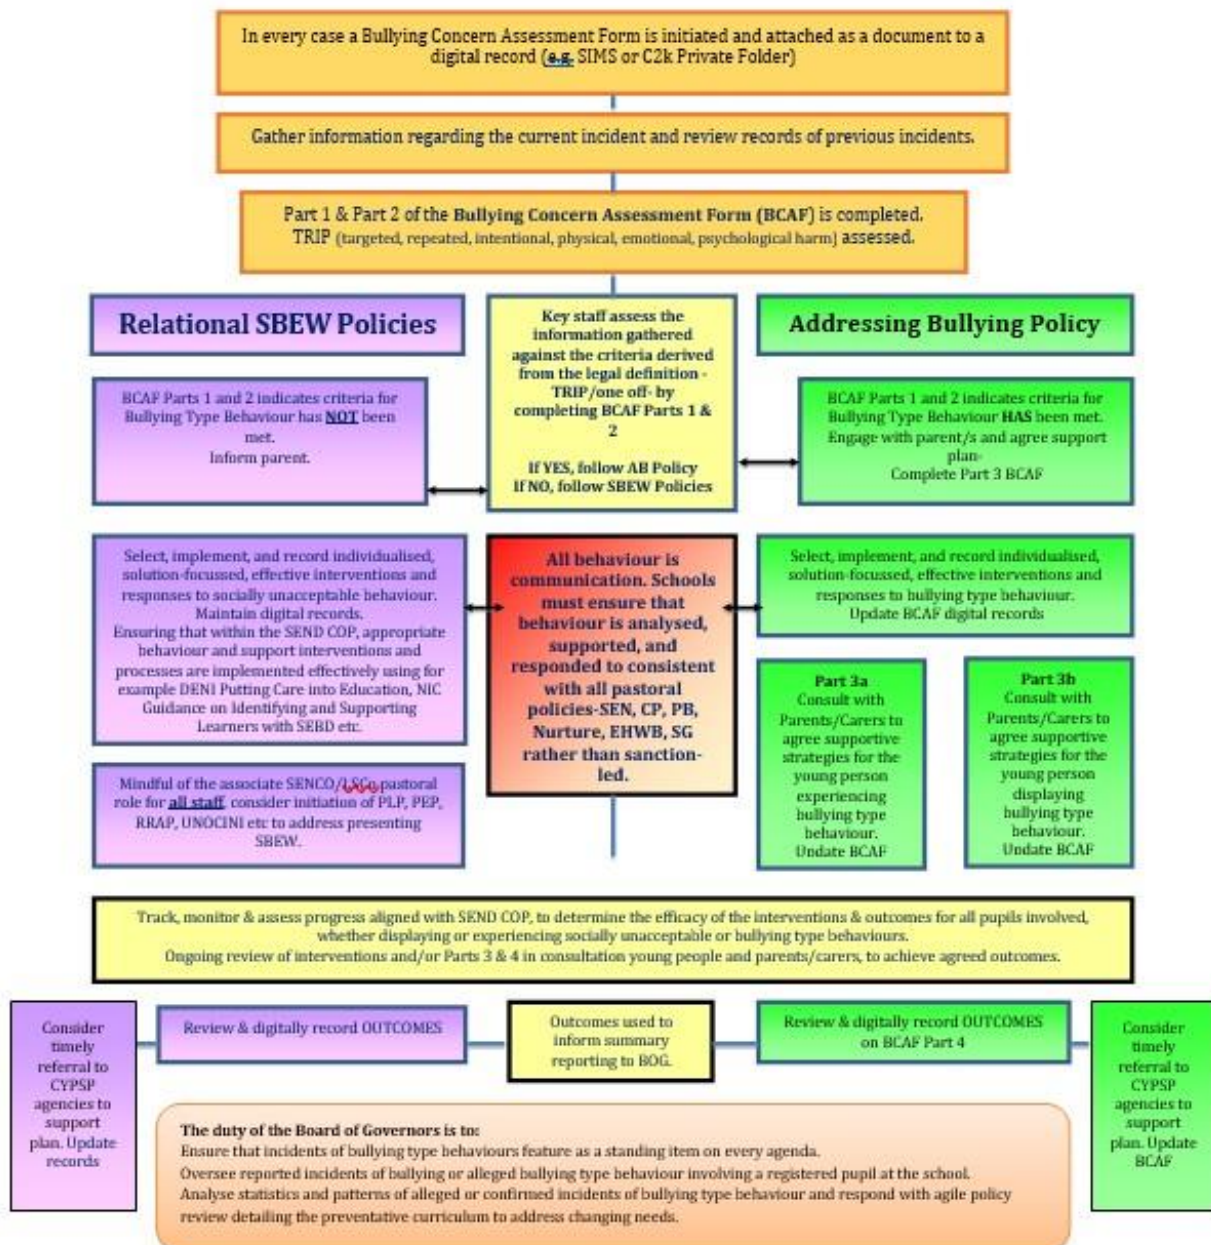 In every case a Bullying Concern Assessment Form is initiated and attached as a document to a
digital record (e.g. SIMS or C2k Private Folder)
Gather information regarding the current incident and review records of previous incidents.
Part 1 & Part 2 of the Bullying Concern Assessment Form (BCAF) is completed.
TRIP (targeted, repeated, intentional, physical, emotional, psychological harm) assessed.
Relational SBEW Policies
BCAF Parts 1 and 2 indicates criteria for
Bullying Type Behaviour has NOT been
met.
Inform parent.
Key staff assess the
information gathered
against the criteria derived
from the legal definition -
TRIP/one off- by
completing BCAF Parts 1 &
2
If YES, follow AB Policy
If NO, follow SBEW Policies
Addressing Bullying Policy
BCAF Parts 1 and 2 indicates criteria for
Bullying Type Behaviour HAS been met.
Engage with parent/s and agree support
plan-
Complete Part 3 BCAF
Select, implement, and record individualised,
solution-focussed, effective interventions and
responses to socially unacceptable behaviour.
Maintain digital records.
Ensuring that within the SEND COP, appropriate
behaviour and support interventions and
processes are implemented effectively using for
example DENI Putting Care into Education, NIC
Guidance on Identifying and Supporting
Learners with SEBD etc.
All behaviour is
communication. Schools
must ensure that
behaviour is analysed,
supported, and
responded to consistent
with all pastoral
policies-SEN, CP, PB,
Nurture, EHWB, SG
rather than sanction-
led.
Select, implement, and record individualised,
solution-focussed, effective interventions and
responses to bullying type behaviour.
Update BCAF digital records
Mindful of the associate SENCO/LSCo pastoral
role for all staff, consider initiation of PLP, PEP,
RRAP, UNOCINI etc to address presenting
SBEW.
Part 3a
Consult with
Parents/Carers to
agree supportive
strategies for the
young person
experiencing
bullying type
behaviour.
Update BCAF
Part 3b
Consult with
Parents/Carers to
agree supportive
strategies for the
young person
displaying
bullying type
behaviour.
Update BCAF
Track, monitor & assess progress aligned with SEND COP, to determine the efficacy of the interventions & outcomes for all pupils involved,
whether displaying or experiencing socially unacceptable or bullying type behaviours.
Ongoing review of interventions and/or Parts 3 & 4 in consultation young people and parents/carers, to achieve agreed outcomes.
Consider
timely
referral to
CYPSP
agencies to
support
plan. Update
records
Review & digitally record OUTCOMES
Outcomes used to
inform summary
reporting to BOG.
Review & digitally record OUTCOMES
on BCAF Part 4
Consider
timely
referral to
CYPSP
agencies to
support
plan. Update
BCAF
The duty of the Board of Governors is to:
Ensure that incidents of bullying type behaviours feature as a standing item on every agenda.
Oversee reported incidents of bullying or alleged bullying type behaviour involving a registered pupil at the school.
Analyse statistics and patterns of alleged or confirmed incidents of bullying type behaviour and respond with agile policy
review detailing the preventative curriculum to address changing needs.